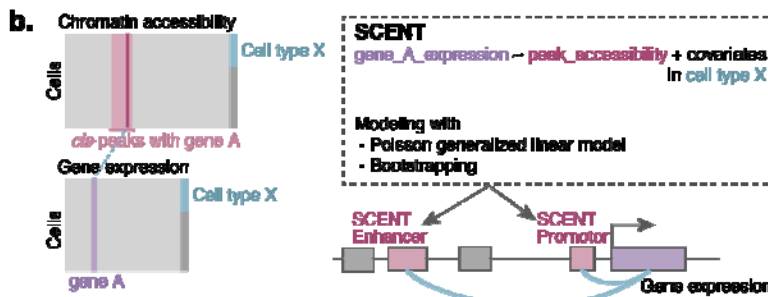 b.
Chromatin accessibility
Cell type X
Cells
cis-peaks with gene A
Gene expression
Cell type X
Cells
gene A
SCENT
gene_A_expression ~ peak_accessibility + covariates
in cell type X
Modeling with
- Poisson generalized linear model
- Bootstrapping
SCENT
Enhancer
SCENT
Promotor
Gene expression